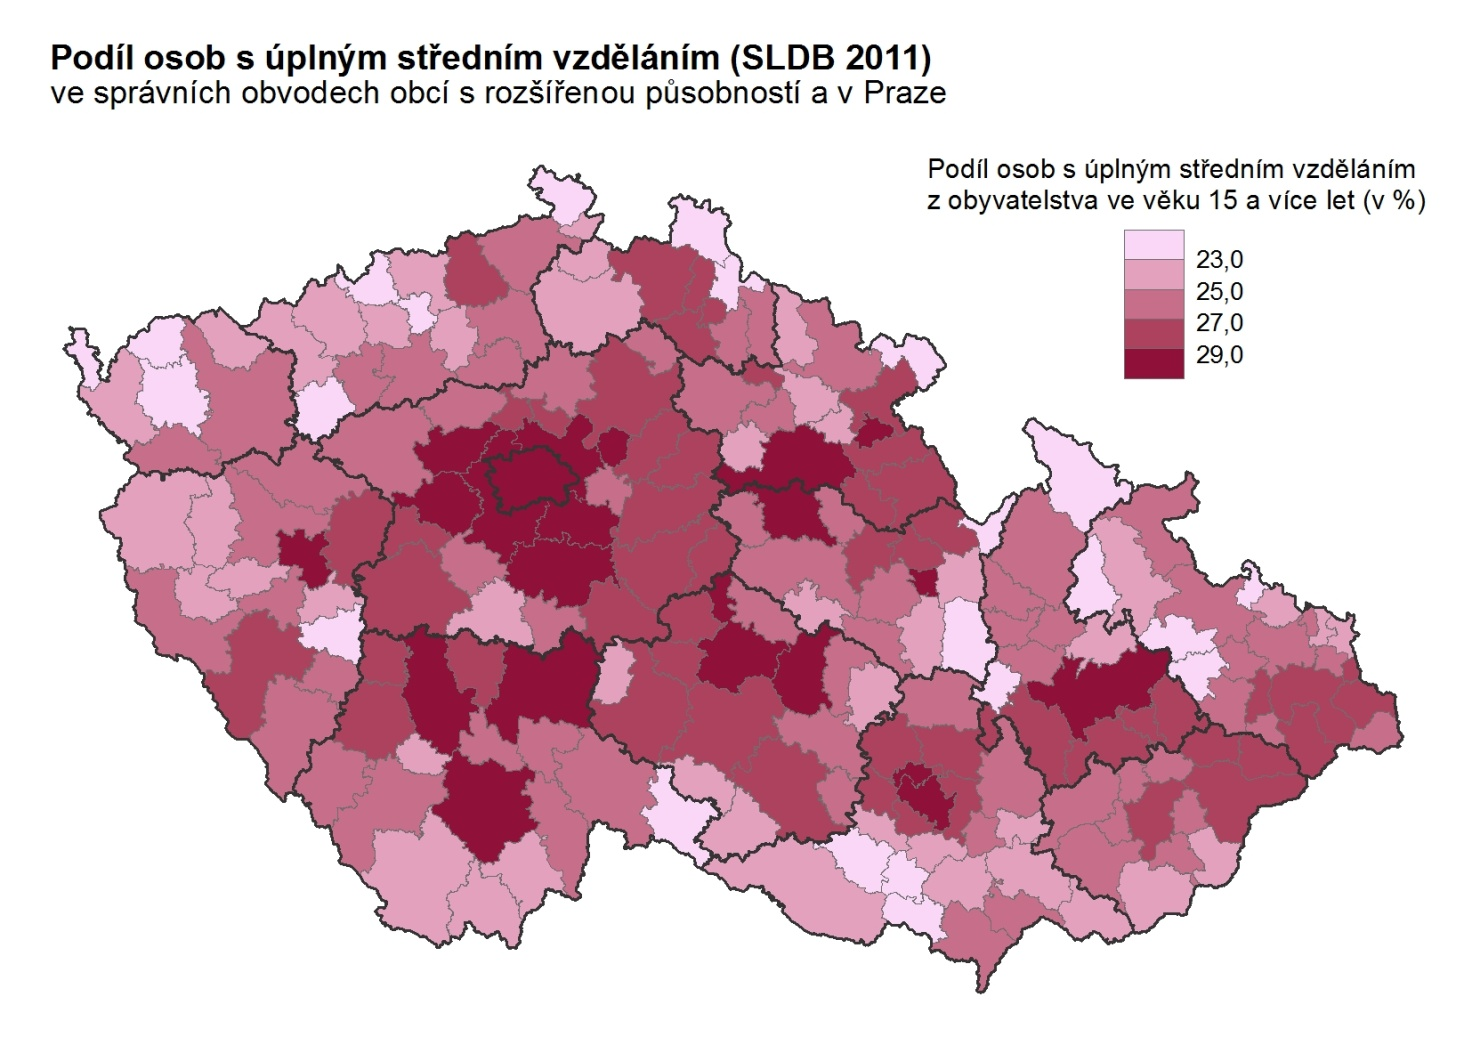 Podíl osob s úplným středním vzděláním (SLDB 2011)
ve správních obvodech obcí s rozšířenou působností a v Praze
Podíl osob s úplným středním vzděláním
z obyvatelstva ve věku 15 a více let (v %)
23,0
25,0
27,0
29,0